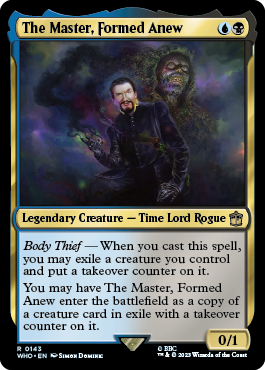 The Master, Formed Anew
Legendary Creature — Time Lord Rogue
Body Thief — When you cast this spell,
you may exile a creature you control
and put a takeover counter on it.
You may have The Master, Formed
Anew enter the battlefield as a copy
of a creature card in exile with a
takeover counter on it.
0/1
R 0143
WHO • EN SIMON DOMINIC
© BBC
™ & © 2023 Wizards of the Coast